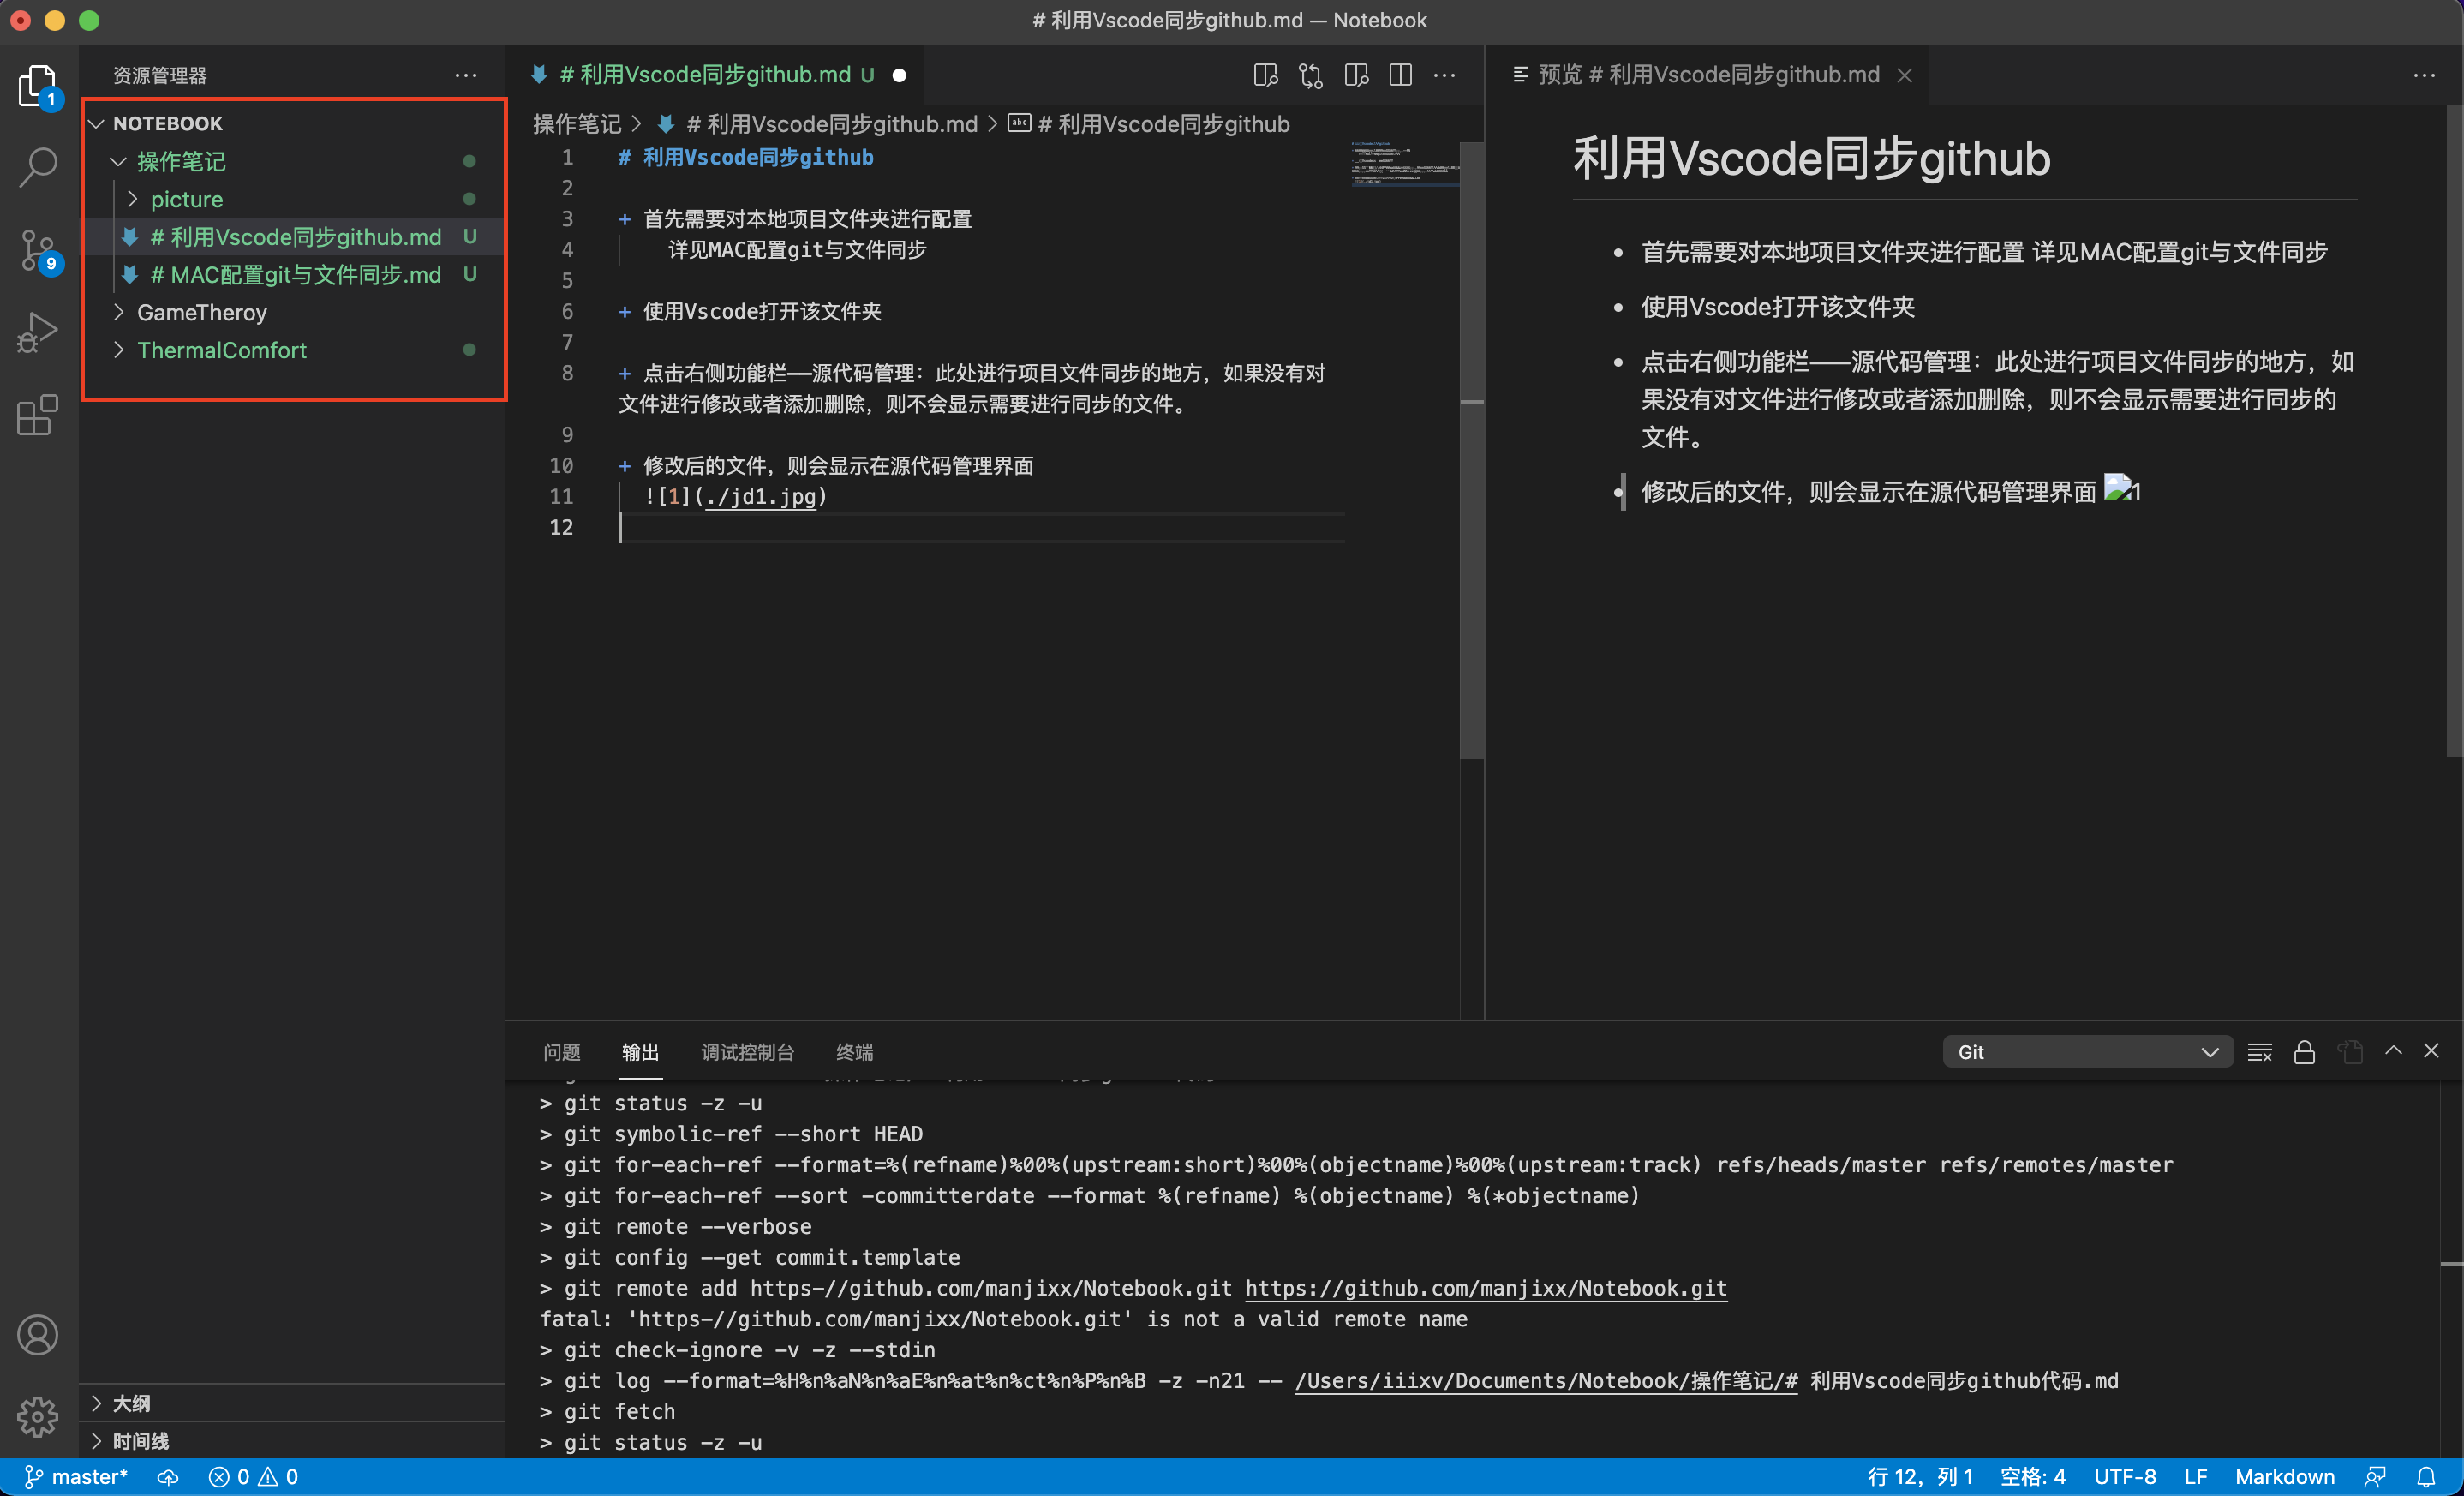 # 利用Vscode同步github.md — Notebook
资源管理器
1
9
NOTEBOOK
操作笔记
picture
# 利用Vscode同步github.md U
# MAC配置git与文件同步.md U
GameTheroy
ThermalComfort
大纲
时间线
# 利用Vscode同步github.md U
操作笔记 > # 利用Vscode同步github.md > # 利用Vscode同步github
1 # 利用Vscode同步github
2
3 + 首先需要对本地项目文件夹进行配置
4 详见MAC配置git与文件同步
5
6 + 使用Vscode打开该文件夹
7
8 + 点击右侧功能栏——源代码管理：此处进行项目文件同步的地方，如果没有对
文件进行修改或者添加删除，则不会显示需要进行同步的文件。
9
10 + 修改后的文件，则会显示在源代码管理界面
11 ![1](./jd1.jpg)
12
预览 # 利用Vscode同步github.md
利用Vscode同步github
• 首先需要对本地项目文件夹进行配置 详见MAC配置git与文件同步
• 使用Vscode打开该文件夹
• 点击右侧功能栏——源代码管理：此处进行项目文件同步的地方，如
果没有对文件进行修改或者添加删除，则不会显示需要进行同步的
文件。
• 修改后的文件，则会显示在源代码管理界面 1
问题 输出 调试控制台 终端
Git
> git status -z -u
> git symbolic-ref --short HEAD
> git for-each-ref --format=%(refname)%00%(upstream:short)%00%(objectname)%00%(upstream:track) refs/heads/master refs/remotes/master
> git for-each-ref --sort -committerdate --format %(refname) %(objectname) %(*objectname)
> git remote --verbose
> git config --get commit.template
> git remote add https-//github.com/manjixx/Notebook.git https://github.com/manjixx/Notebook.git
fatal: 'https-//github.com/manjixx/Notebook.git' is not a valid remote name
> git check-ignore -v -z --stdin
> git log --format=%H%n%aN%n%aE%n%at%n%ct%n%P%n%B -z -n21 -- /Users/iiixv/Documents/Notebook/操作笔记/# 利用Vscode同步github代码.md
> git fetch
> git status -z -u
master* 0 0
行 12，列 1 空格: 4 UTF-8 LF Markdown